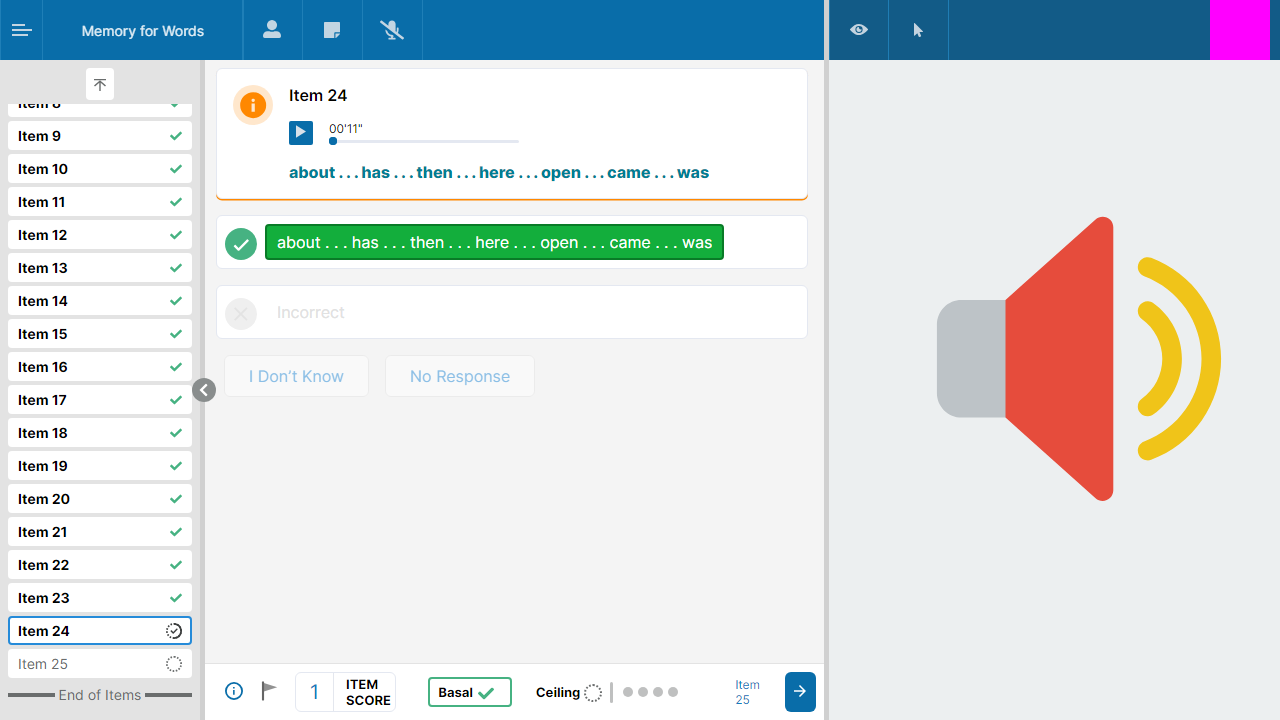 Memory for Words
Item 8
Item 9
Item 10
Item 11
Item 12
Item 13
Item 14
Item 15
Item 16
Item 17
Item 18
Item 19
Item 20
Item 21
Item 22
Item 23
Item 24
Item 25
End of Items
Item 24
00'11"
about . . . has . . . then . . . here . . . open . . . came . . . was
about . . . has . . . then . . . here . . . open . . . came . . . was
Incorrect
I Don't Know
No Response
1
ITEM
SCORE
Basal
Ceiling
Item
25